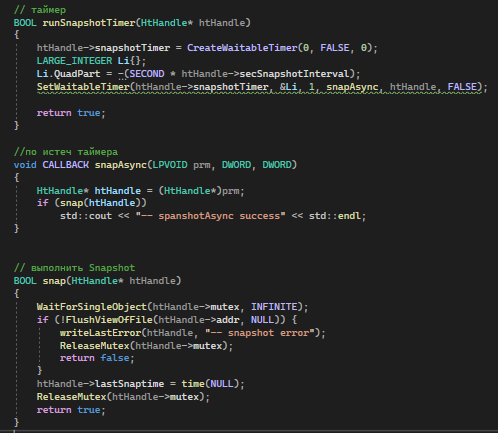 // таймер
BOOL runSnapshotTimer(HtHandle* htHandle)
{
    htHandle->snapshotTimer = CreateWaitableTimer(0, FALSE, 0);
    LARGE_INTEGER Li{};
    Li.QuadPart = -(SECOND * htHandle->secSnapshotInterval);
    SetWaitableTimer(htHandle->snapshotTimer, &Li, 1, snapAsync, htHandle, FALSE);

    return true;
}

//по истеч таймера
void CALLBACK snapAsync(LPVOID prm, DWORD, DWORD)
{
    HtHandle* htHandle = (HtHandle*)prm;
    if (snap(htHandle))
        std::cout << "-- spanshotAsync success" << std::endl;
}


// выполнить Snapshot
BOOL snap(HtHandle* htHandle)
{
    WaitForSingleObject(htHandle->mutex, INFINITE);
    if (!FlushViewOfFile(htHandle->addr, NULL)) {
        writeLastError(htHandle, "-- snapshot error");
        ReleaseMutex(htHandle->mutex);
        return false;
    }
    htHandle->lastSnaptime = time(NULL);
    ReleaseMutex(htHandle->mutex);
    return true;
}